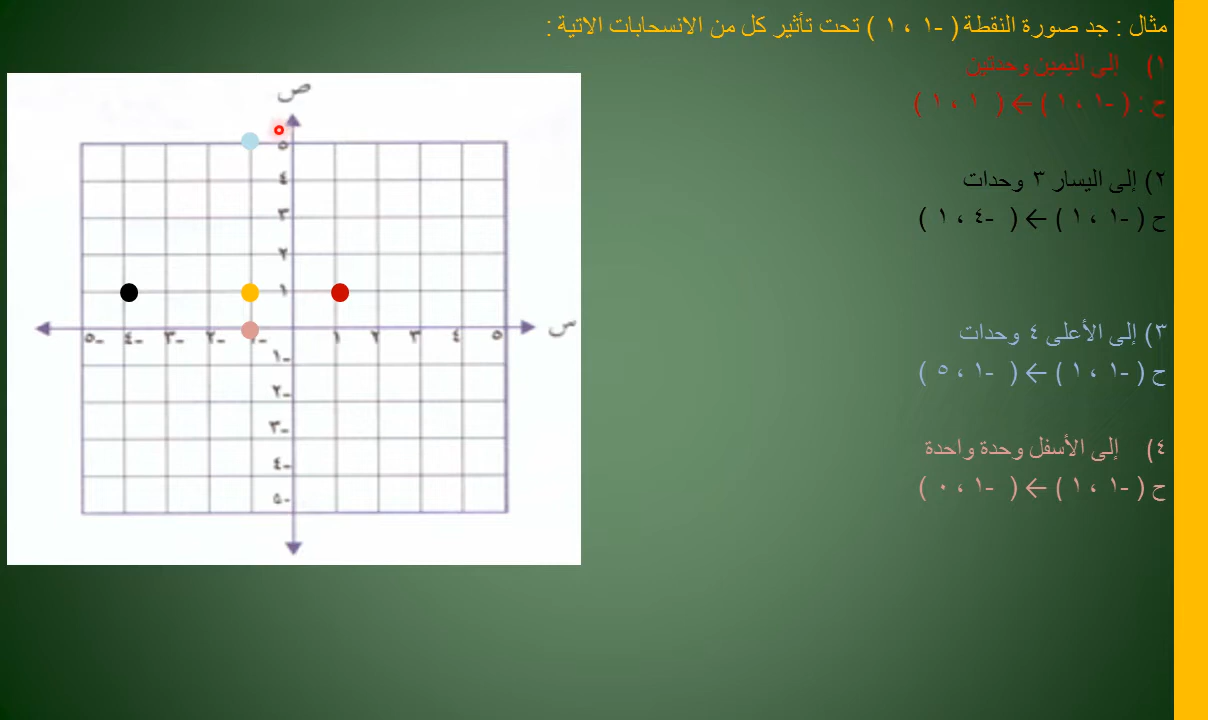 مثال : جد صورة النقطة ( -١ ، ١ ) تحت تأثير كل من الانسحابات الاتية :
١) إلى اليمين وحدتين
ح : ( -١ ، ١ ) ← ( ١ ، ١ )
٢) إلى اليسار ٣ وحدات
ح ( -١ ، ١ ) ← ( -٤ ، ١ )
٣) إلى الأعلى ٤ وحدات
ح ( -١ ، ١ ) ← ( -١ ، ٥ )
٤) إلى الأسفل وحدة واحدة
ح ( -١ ، ١ ) ← ( -١ ، ٠ )
ص
٥
٤
٣
٢
١
-٥ -٤ -٣ -٢ -١ ١ ٢ ٣ ٤ ٥ س
-١
-٢
-٣
-٤
-٥